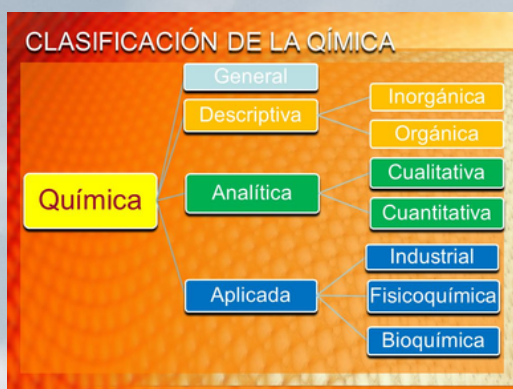 CLASIFICACIÓN DE LA QÍMICA
General
Descriptiva
Inorgánica
Orgánica
Química
Analítica
Cualitativa
Cuantitativa
Aplicada
Industrial
Fisicoquímica
Bioquímica